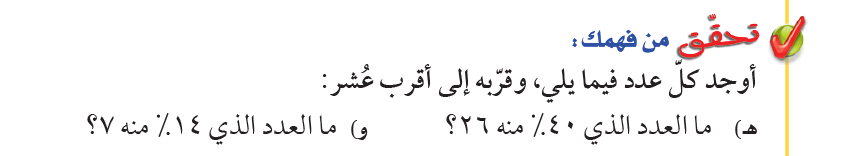 تحقّق من فهمك:
أوجد كلّ عدد فيما يلي، وقرّبه إلى أقرب عُشر:
هـ) ما العدد الذي ٤٠٪ منه ٢٦؟ و) ما العدد الذي ١٤٪ منه ٧؟